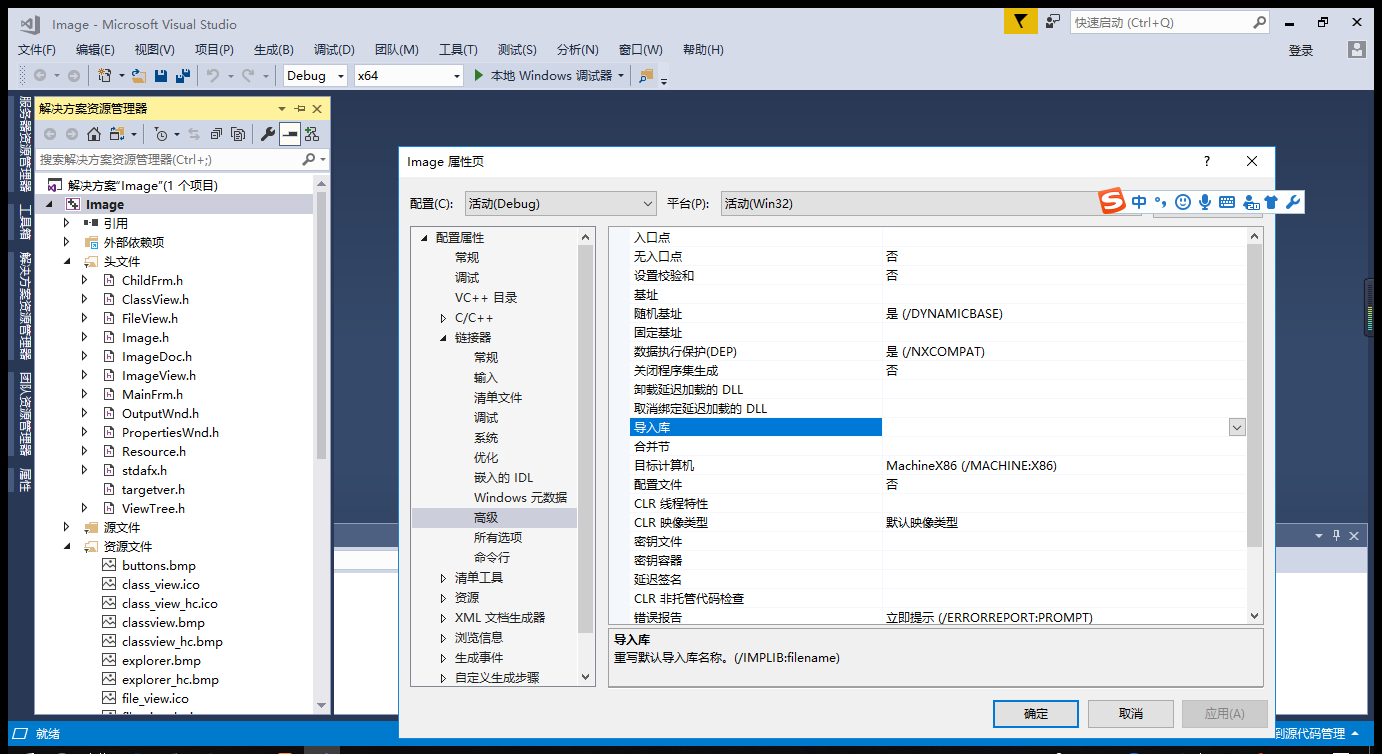 Image - Microsoft Visual Studio
快速启动 (Ctrl+Q)
文件(F) 编辑(E) 视图(V) 项目(P) 生成(B) 调试(D) 团队(M) 工具(T) 测试(S) 分析(N) 窗口(W) 帮助(H)
登录
Debug x64 本地 Windows 调试器
服务器资源管理器
工具箱
解决方案资源管理器
团队资源管理器
属性
解决方案资源管理器
搜索解决方案资源管理器(Ctrl+;)
解决方案"Image"(1 个项目)
Image
引用
外部依赖项
头文件
ChildFrm.h
ClassView.h
FileView.h
Image.h
ImageDoc.h
ImageView.h
MainFrm.h
OutputWnd.h
PropertiesWnd.h
Resource.h
stdafx.h
targetver.h
ViewTree.h
源文件
资源文件
buttons.bmp
class_view.ico
class_view_hc.ico
classview.bmp
classview_hc.bmp
explorer.bmp
explorer_hc.bmp
file_view.ico
Image 属性页
?
配置(C): 活动(Debug) 平台(P): 活动(Win32)
S 中
配置属性
常规
调试
VC++ 目录
C/C++
链接器
常规
输入
清单文件
调试
系统
优化
嵌入的 IDL
Windows 元数据
高级
所有选项
命令行
清单工具
资源
XML 文档生成器
浏览信息
生成事件
自定义生成步骤
入口点
无入口点 否
设置校验和 否
基址
随机基址 是 (/DYNAMICBASE)
固定基址
数据执行保护(DEP) 是 (/NXCOMPAT)
关闭程序集生成 否
卸载延迟加载的 DLL
取消绑定延迟加载的 DLL
导入库
合并节
目标计算机 MachineX86 (/MACHINE:X86)
配置文件 否
CLR 线程特性
CLR 映像类型 默认映像类型
密钥文件
密钥容器
延迟签名
CLR 非托管代码检查
错误报告 立即提示 (/ERRORREPORT:PROMPT)
导入库
重写默认导入库名称。(/IMPLIB:filename)
确定 取消 应用(A)
就绪
到源代码管理